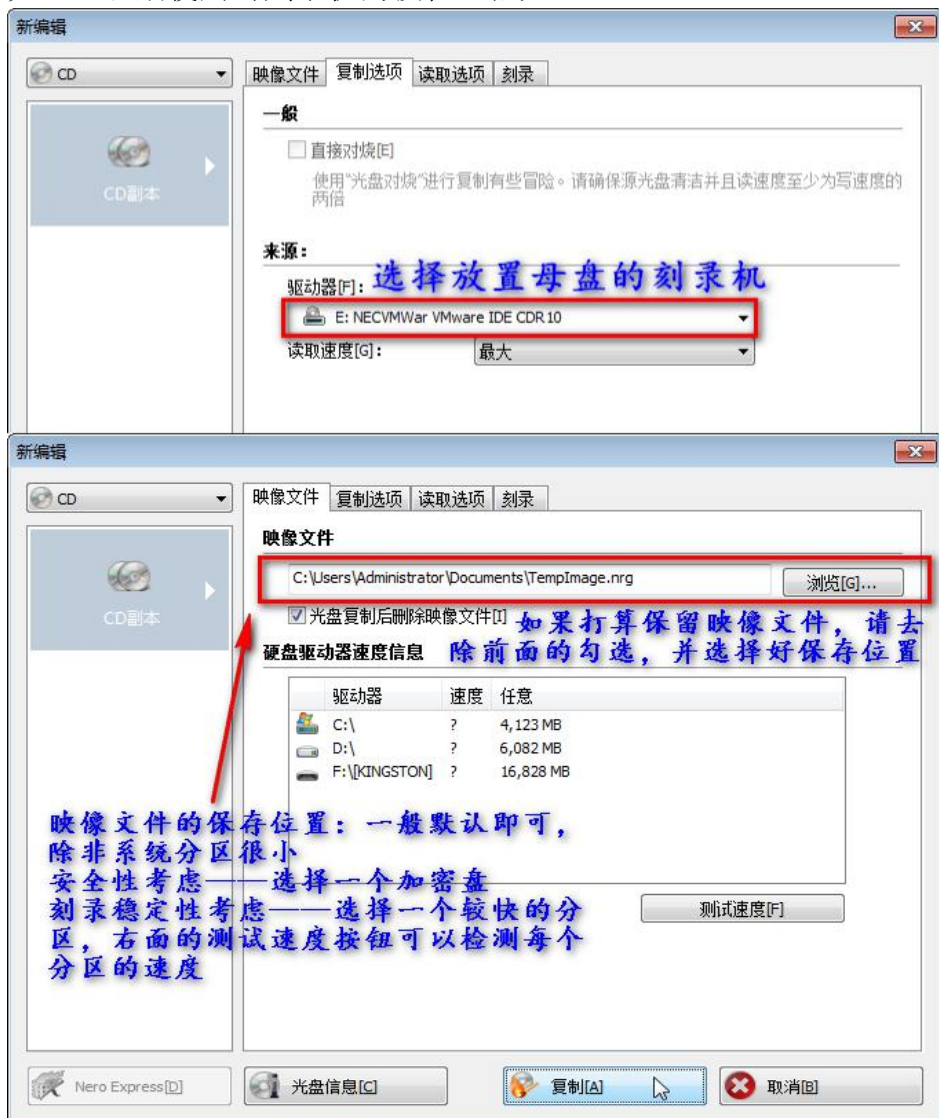 新编辑
CD
映像文件 复制选项 读取选项 刻录
一般
直接对烧[E]
使用“光盘对烧”进行复制有些冒险。请确保源光盘清洁并且读速度至少为写速度的
两倍
CD副本
来源：
选择放置母盘的刻录机
驱动器[F]：
E: NECVMWar VMware IDE CDR10
读取速度[G]：
最大
新编辑
CD
映像文件 复制选项 读取选项 刻录
映像文件
C:\Users\Administrator\Documents\TempImage.nrg
浏览[G]...
CD副本
光盘复制后删除映像文件[I]
如果打算保留映像文件，请去
除前面的勾选，并选择好保存位置
硬盘驱动器速度信息
驱动器 速度 任意
C:\ ? 4,123 MB
D:\ ? 6,082 MB
F:\[KINGSTON] ? 16,828 MB
映像文件的保存位置：一般默认即可，
除非系统分区很小
安全性考虑——选择一个加密盘
刻录稳定性考虑——选择一个较快的分
区，右面的测试速度按钮可以检测每个
分区的速度
测试速度[F]
Nero Express[D]
光盘信息[C]
复制[A]
取消[B]